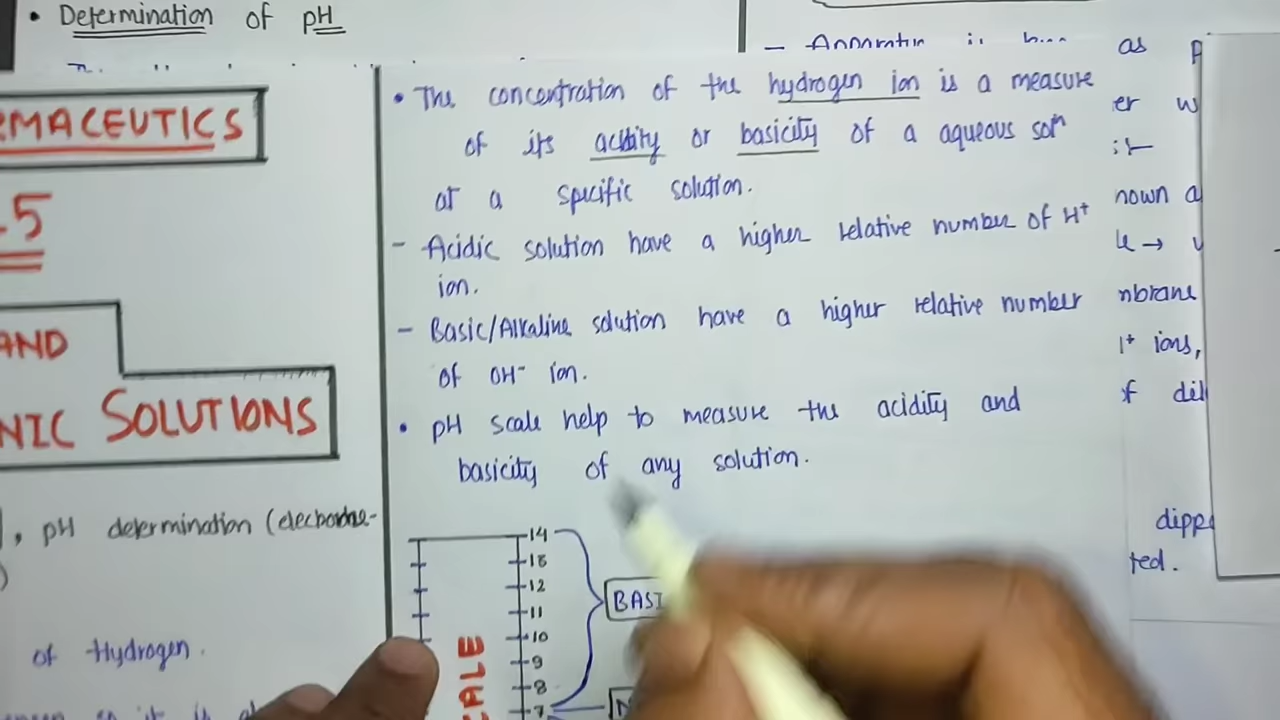 • Determination of pH
RMACEUTICS
-5
AND
NIC SOLUTIONS
, pH determination (electrome-
)
of Hydrogen.
• The concentration of the hydrogen ion is a measure
of its acidity or basicity of a aqueous solⁿ
at a specific solution.
- Acidic solution have a higher relative number of H⁺
ion.
- Basic/Alkaline solution have a higher relative number
of OH⁻ ion.
• pH scale help to measure the acidity and
basicity of any solution.
14
13
12
11
10
9
8
7
BASI
CALE
as p
er w
nown a
nbrane
ions,
of dil
dipp
ted.